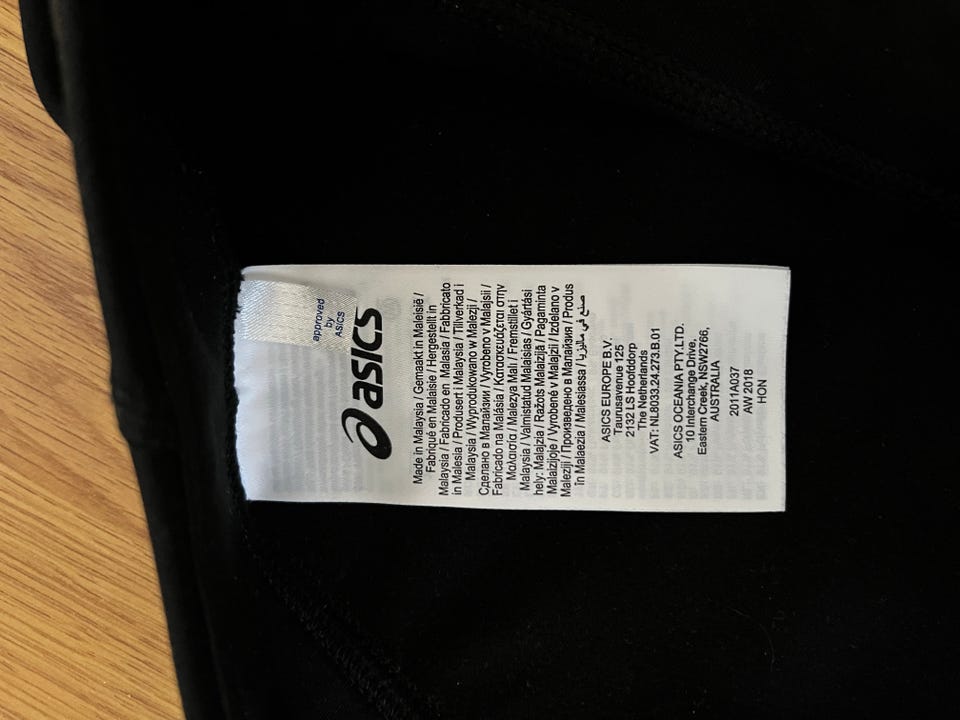 approved
by
ASICS
asics
Made in Malaysia / Gemaakt in Maleisië /
Fabriqué en Malaisie / Hergestellt in
Malaysia / Fabricado en Malasia / Fabbricato
in Malesia / Produsert i Malaysia / Tillverkad i
Malaysia / Wyprodukowano w Malezji /
Сделано в Малайзии / Vyrobeno v Malajsii /
Fabricado na Malásia / Κατασκευάζεται στην
Μαλαισία / Malezya Mali / Fremstillet i
Malaysia / Valmistatud Malaisias / Gyártási
hely: Malajzia / Ražots Malaizijā / Pagaminta
Malaizijoje / Vyrobené v Malajzii / Izdelano v
Maleziji / Произведено в Малайзия / Produs
în Malaezia / Malesiassa / صنع في ماليزيا
ASICS EUROPE B.V.
Taurusavenue 125
2132 LS Hoofddorp
The Netherlands
VAT: NL8033.24.273.B.01
ASICS OCEANIA PTY.LTD.
10 Interchange Drive,
Eastern Creek, NSW2766,
AUSTRALIA
2011A037
AW 2018
HON